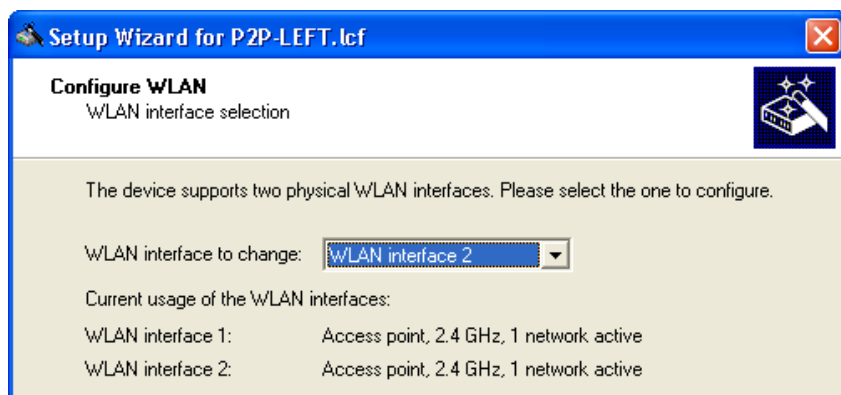 Setup Wizard for P2P-LEFT.lcf
Configure WLAN
WLAN interface selection
The device supports two physical WLAN interfaces. Please select the one to configure.
WLAN interface to change: WLAN interface 2
Current usage of the WLAN interfaces:
WLAN interface 1: Access point, 2.4 GHz, 1 network active
WLAN interface 2: Access point, 2.4 GHz, 1 network active